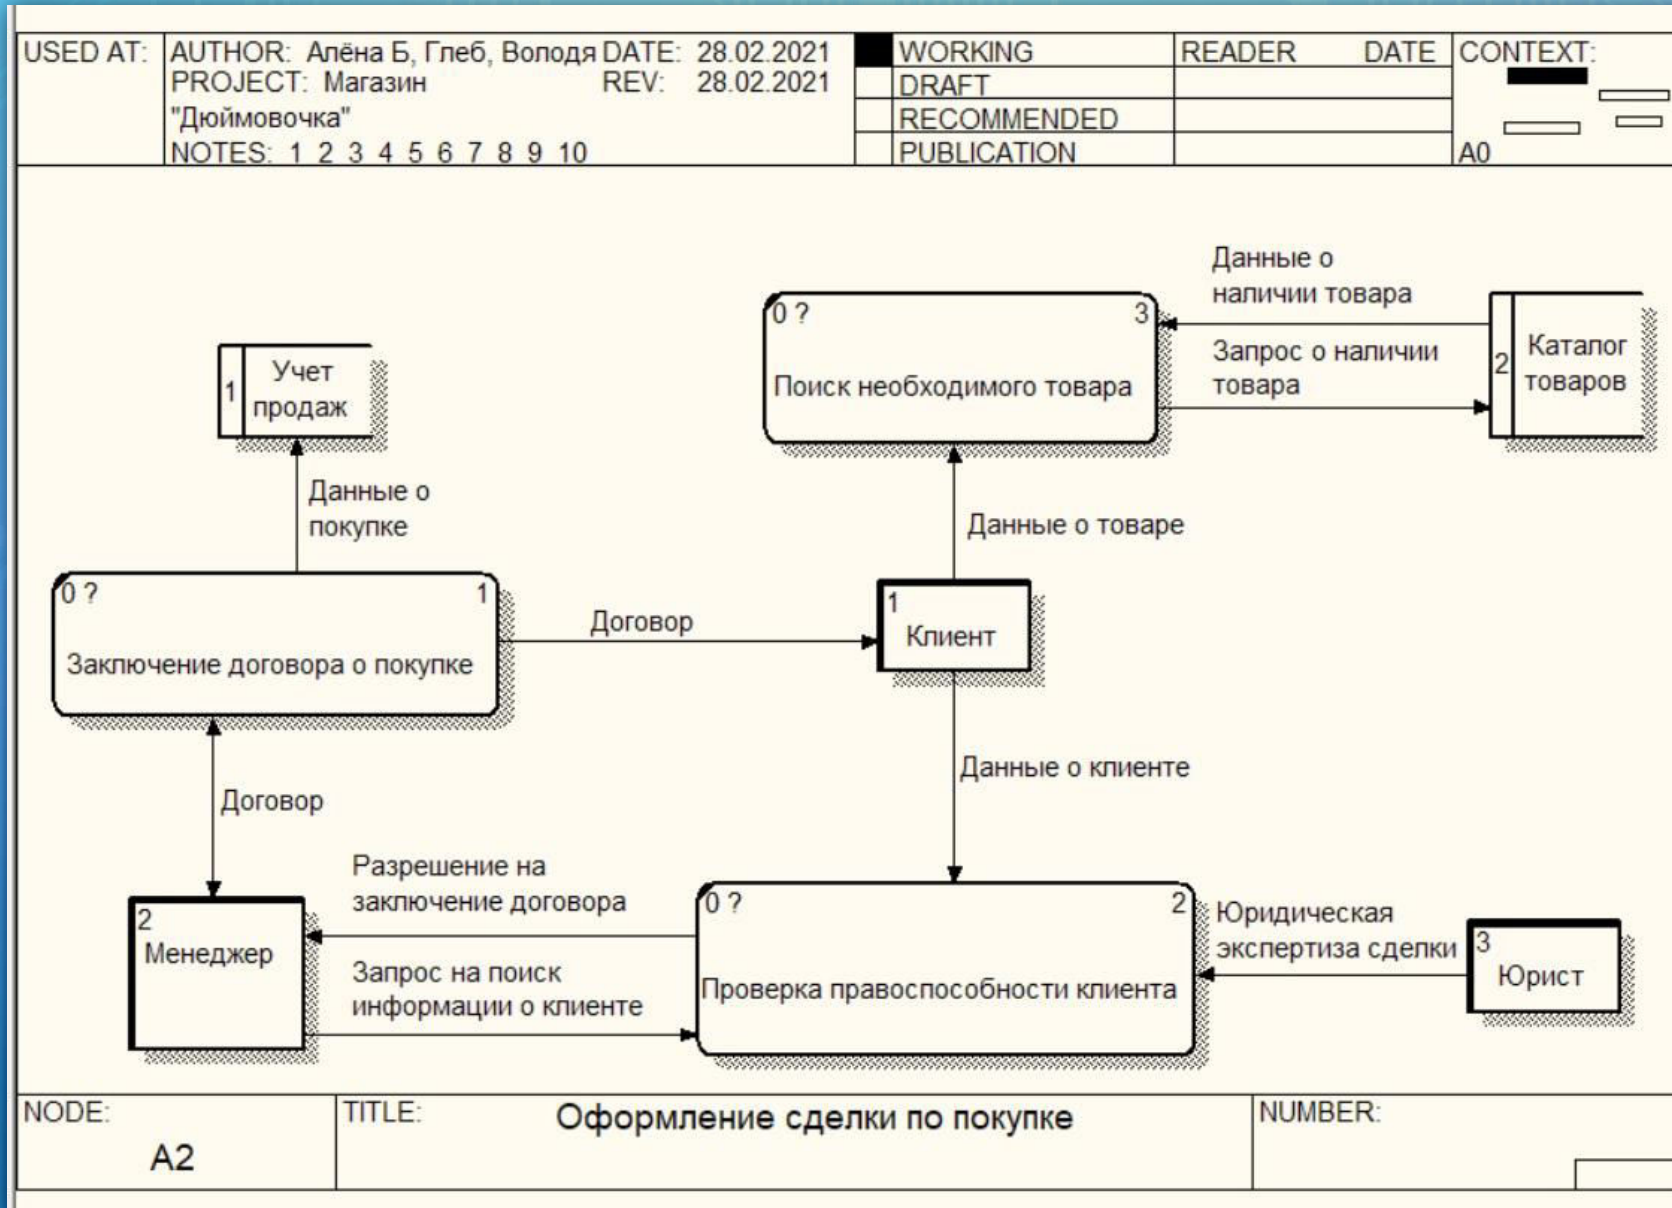 USED AT:
AUTHOR: Алёна Б, Глеб, Володя DATE: 28.02.2021
PROJECT: Магазин REV: 28.02.2021
"Дюймовочка"
NOTES: 1 2 3 4 5 6 7 8 9 10
WORKING
DRAFT
RECOMMENDED
PUBLICATION
READER DATE
CONTEXT:
A0
Данные о
наличии товара
0 ? 3
Поиск необходимого товара
Запрос о наличии
товара
2
Каталог
товаров
1
Учет
продаж
Данные о
покупке
Данные о товаре
0 ? 1
Заключение договора о покупке
Договор
1
Клиент
Договор
Данные о клиенте
Разрешение на
заключение договора
0 ? 2
Проверка правоспособности клиента
Юридическая
экспертиза сделки
3
Юрист
2
Менеджер
Запрос на поиск
информации о клиенте
NODE:
A2
TITLE:
Оформление сделки по покупке
NUMBER: